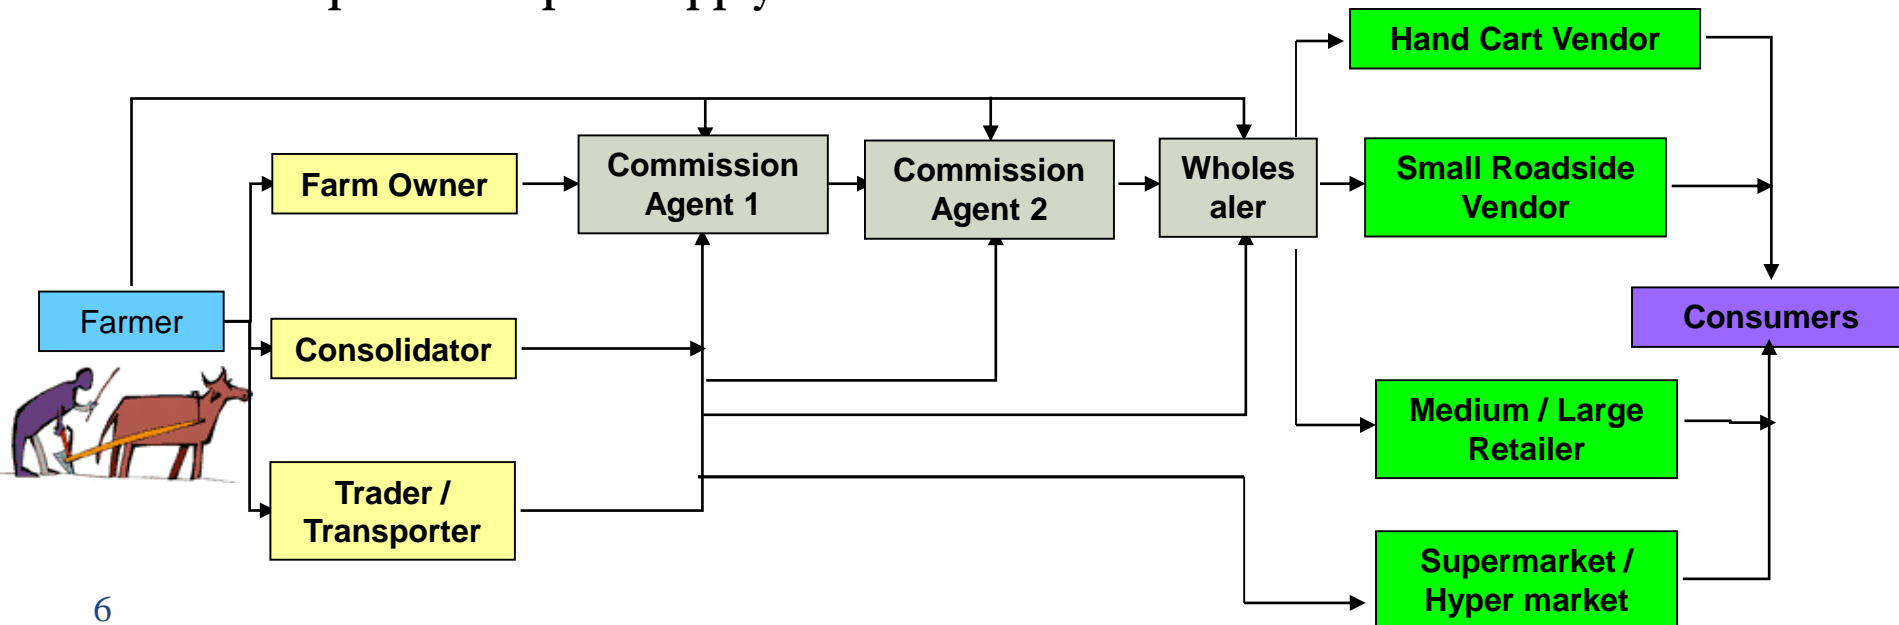 Hand Cart Vendor
Commission
Agent 1
Commission
Agent 2
Wholes
aler
Small Roadside
Vendor
Farm Owner
Farmer
Consolidator
Consumers
Medium / Large
Retailer
Trader /
Transporter
Supermarket /
Hyper market
6